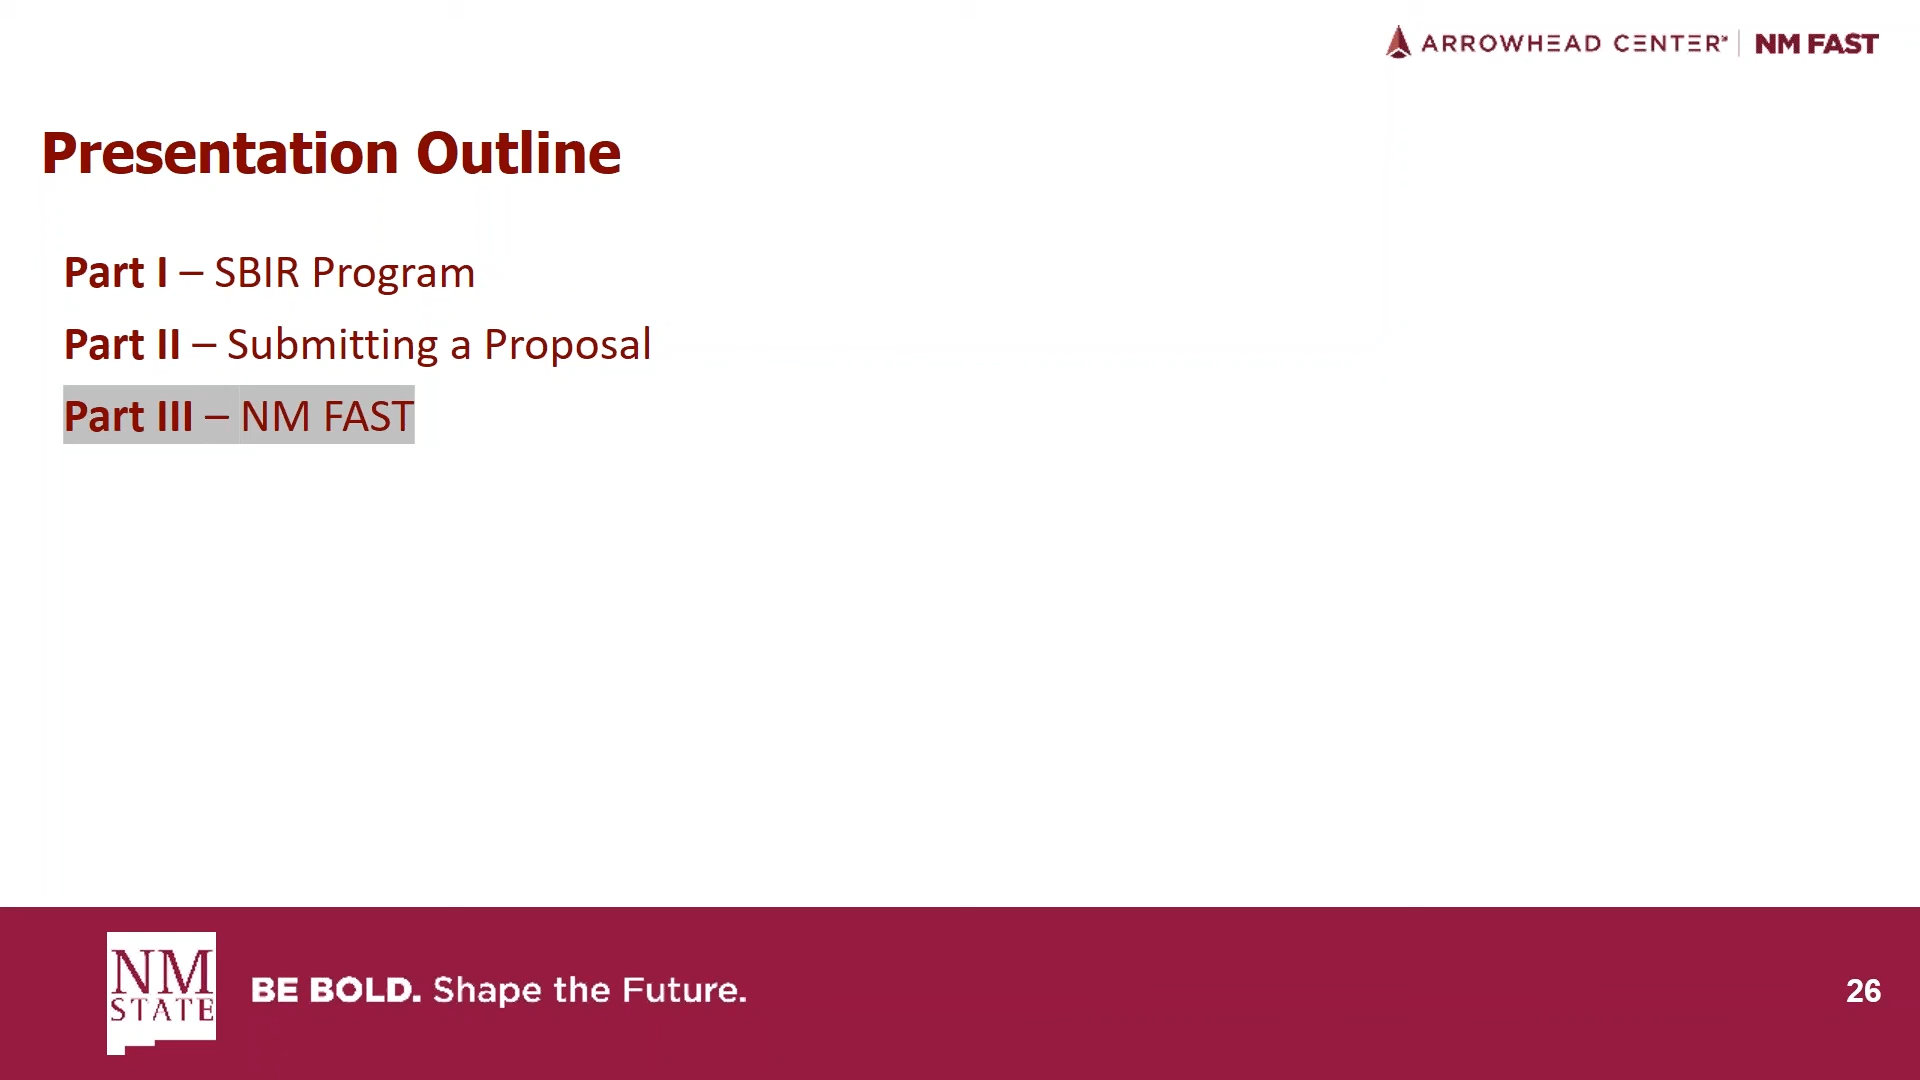 ARROWHEAD CENTER | NM FAST
Presentation Outline
Part I – SBIR Program
Part II – Submitting a Proposal
Part III – NM FAST
NM
STATE
BE BOLD. Shape the Future.
26